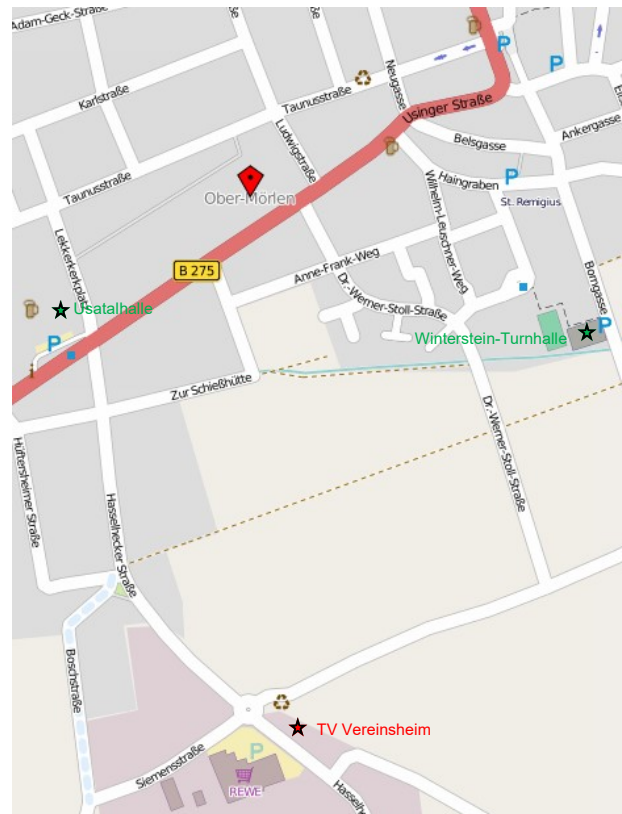 Adam-Geck-Straße
Karlstraße
Taunusstraße
Neugasse
P
P
Usinger Straße
Belsgasse
Ankergasse
Ludwigstraße
Haingraben
P
St. Remigius
Wilhelm-Leuschner-Weg
Taunusstraße
Ober-Mörlen
Lekkerkerkplatz
B 275
Anne-Frank-Weg
Dr.-Werner-Stoll-Straße
Borngasse
Usatalhalle
P
i
Winterstein-Turnhalle
P
Zur Schießhütte
Dr.-Werner-Stoll-Straße
Hüftersheimer Straße
Hasselhecker Straße
Boschstraße
TV Vereinsheim
Siemensstraße
P
REWE
Hasselhe